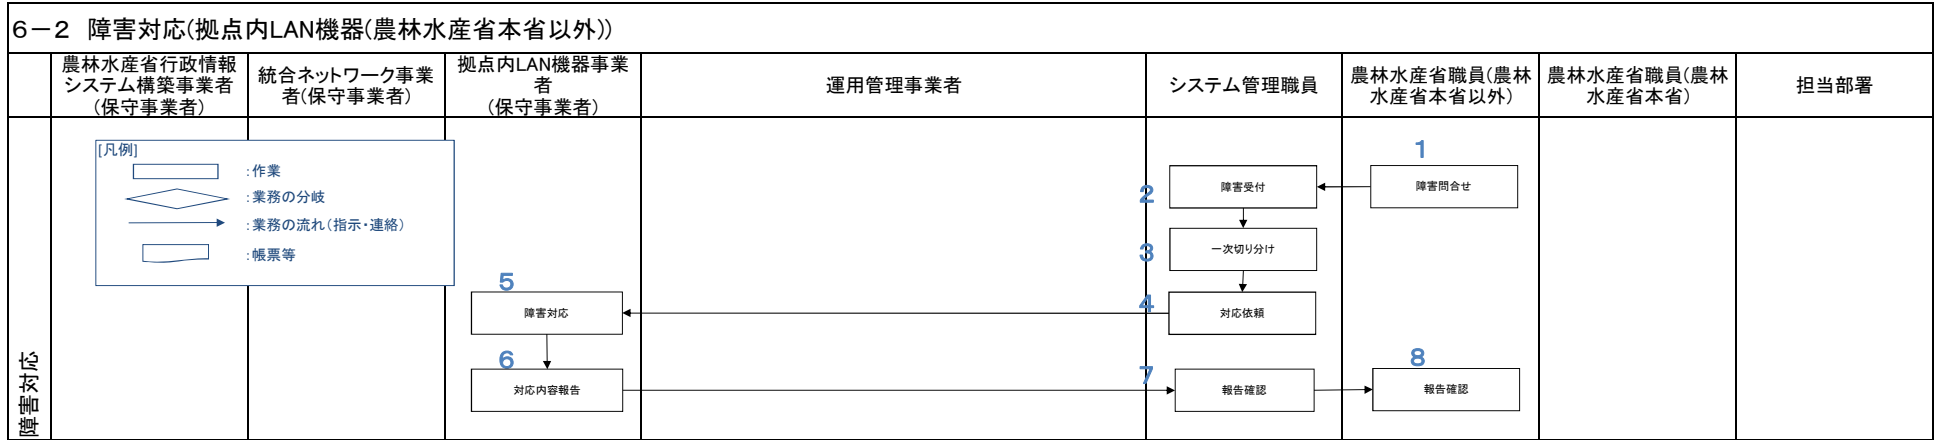 6－2 障害対応(拠点内LAN機器(農林水産省本省以外))
農林水産省行政情報
システム構築事業者
(保守事業者)
統合ネットワーク事業
者(保守事業者)
拠点内LAN機器事業
者
(保守事業者)
運用管理事業者
システム管理職員
農林水産省職員(農林
水産省本省以外)
農林水産省職員(農林
水産省本省)
担当部署
障害対応
[凡例]
:作業
:業務の分岐
:業務の流れ(指示・連絡)
:帳票等
1
障害問合せ
2
障害受付
3
一次切り分け
4
対応依頼
5
障害対応
6
対応内容報告
7
報告確認
8
報告確認